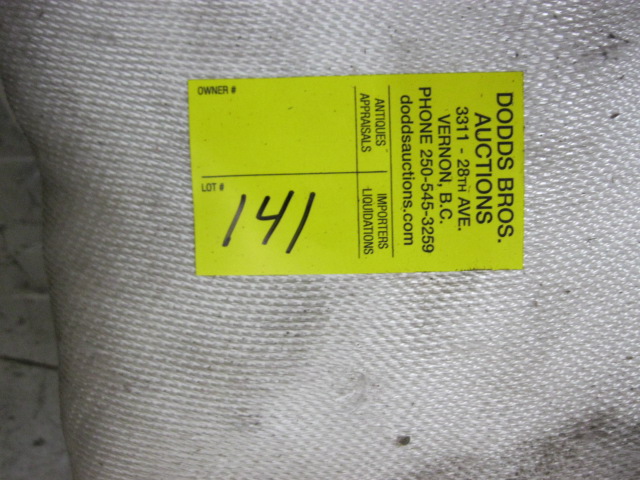 DODDS BROS.
AUCTIONS
3311 - 28TH AVE.
VERNON, B.C.
PHONE 250-545-3259
doddsauctions.com
ANTIQUES
APPRAISALS
IMPORTERS
LIQUIDATIONS
OWNER #
LOT #
141